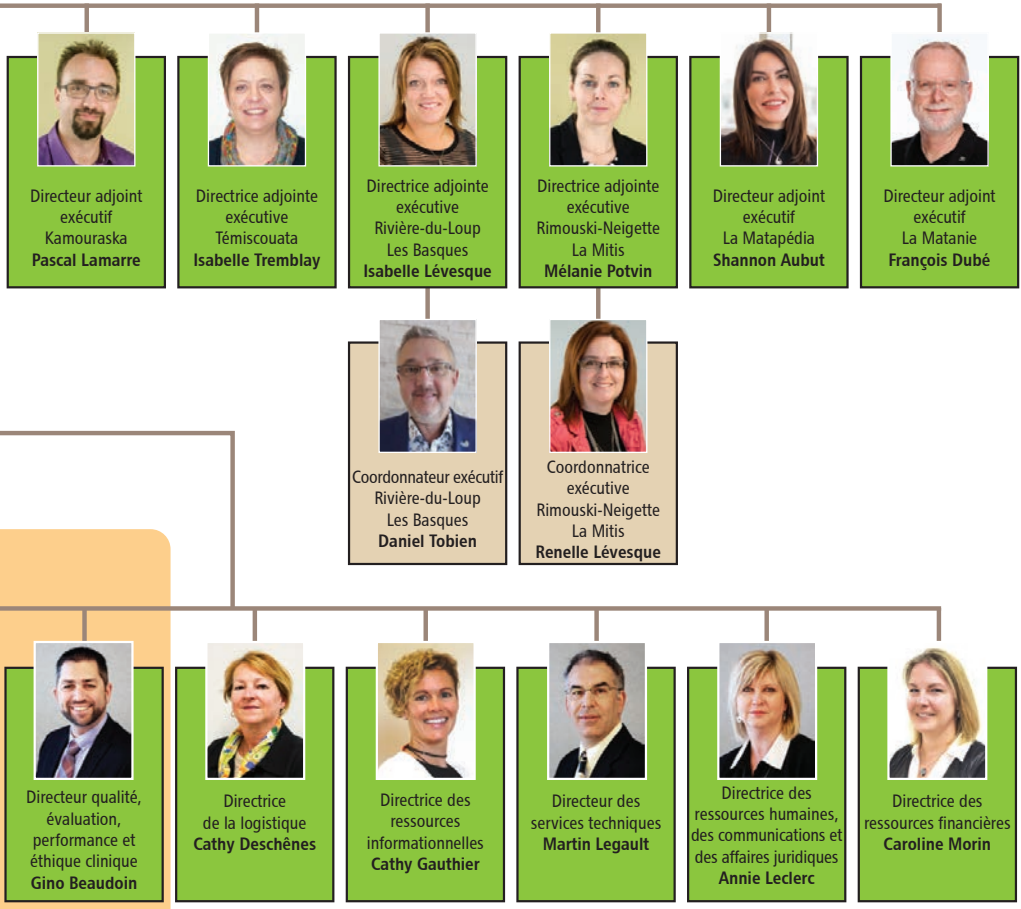 Directeur adjoint
exécutif
Kamouraska
Pascal Lamarre
Directrice adjointe
exécutive
Témiscouata
Isabelle Tremblay
Directrice adjointe
exécutive
Rivière-du-Loup
Les Basques
Isabelle Lévesque
Directrice adjointe
exécutive
Rimouski-Neigette
La Mitis
Mélanie Potvin
Directeur adjoint
exécutif
La Matapédia
Shannon Aubut
Directeur adjoint
exécutif
La Matanie
François Dubé
Coordonnateur exécutif
Rivière-du-Loup
Les Basques
Daniel Tobien
Coordonnatrice
exécutive
Rimouski-Neigette
La Mitis
Renelle Lévesque
Directeur qualité,
évaluation,
performance et
éthique clinique
Gino Beaudoin
Directrice
de la logistique
Cathy Deschênes
Directrice des
ressources
informationnelles
Cathy Gauthier
Directeur des
services techniques
Martin Legault
Directrice des
ressources humaines,
des communications et
des affaires juridiques
Annie Leclerc
Directrice des
ressources financières
Caroline Morin